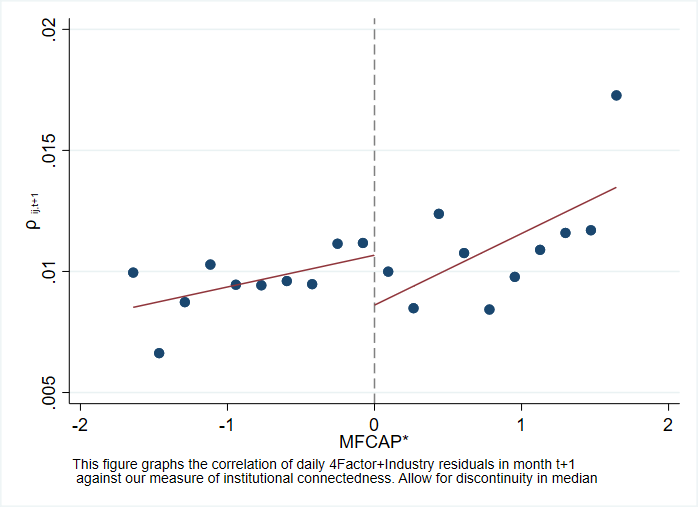 .02
.015
ρ ij,t+1
.01
.005
-2 -1 0 1 2
MFCAP*
This figure graphs the correlation of daily 4Factor+Industry residuals in month t+1
against our measure of institutional connectedness. Allow for discontinuity in median